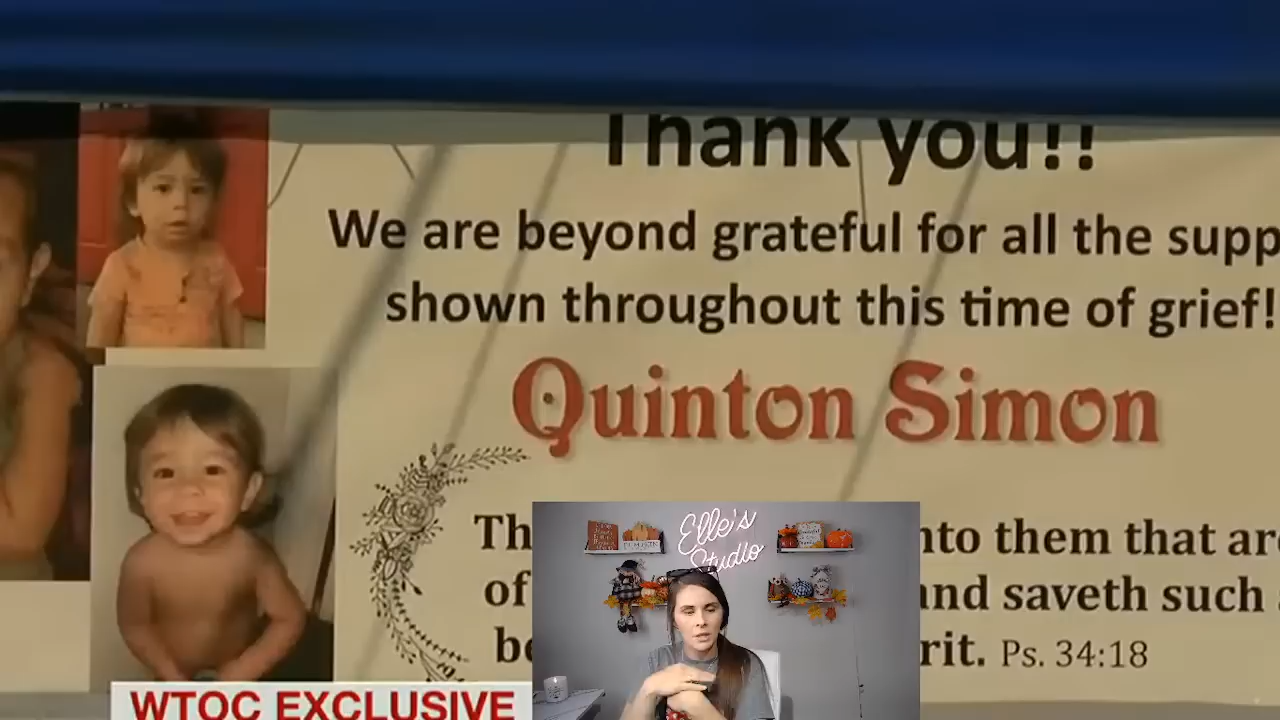 Thank you!!
We are beyond grateful for all the supp
shown throughout this time of grief!
Quinton Simon
Th nto them that are
of and saveth such
be rit. Ps. 34:18
Elle's
Studio
WTOC EXCLUSIVE